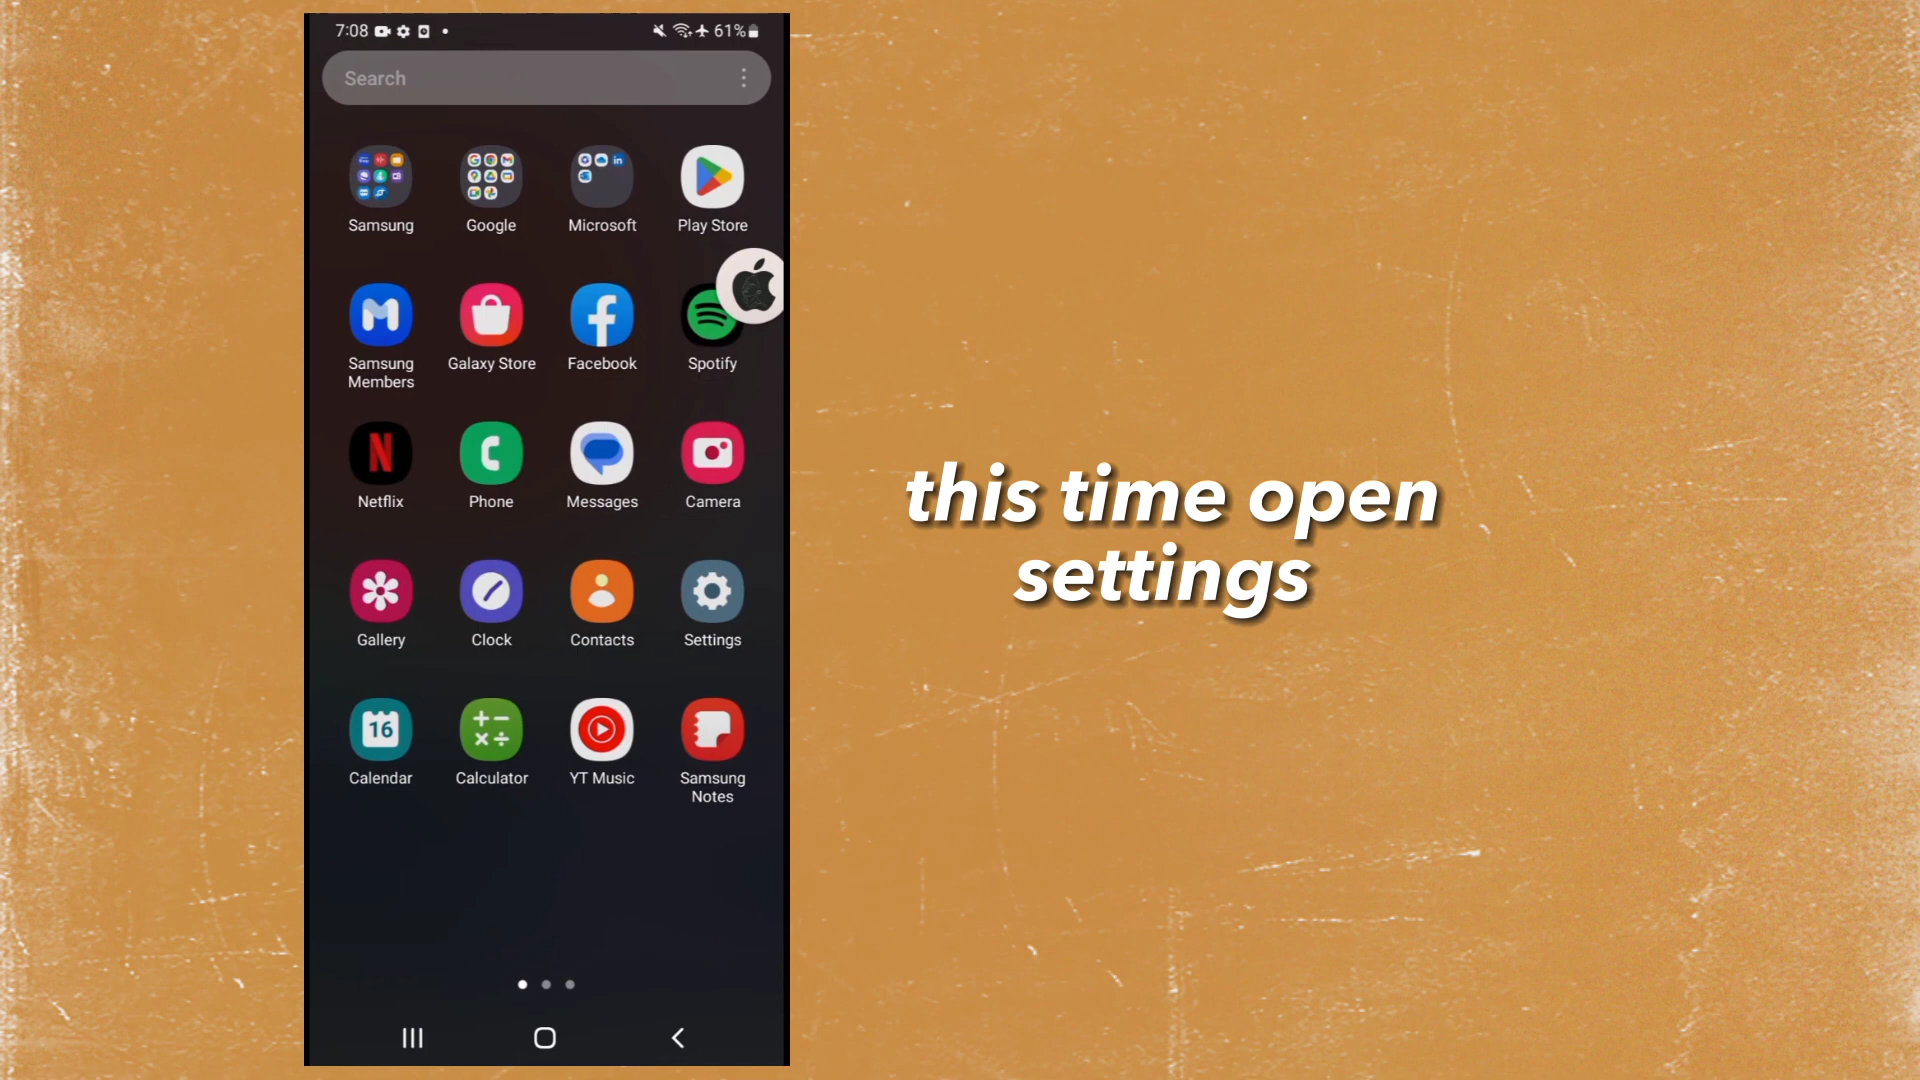 7:08
61%
Search
Samsung
Google
Microsoft
Play Store
Samsung
Members
Galaxy Store
Facebook
Spotify
Netflix
Phone
Messages
Camera
Gallery
Clock
Contacts
Settings
16
Calendar
Calculator
YT Music
Samsung
Notes
this time open
settings